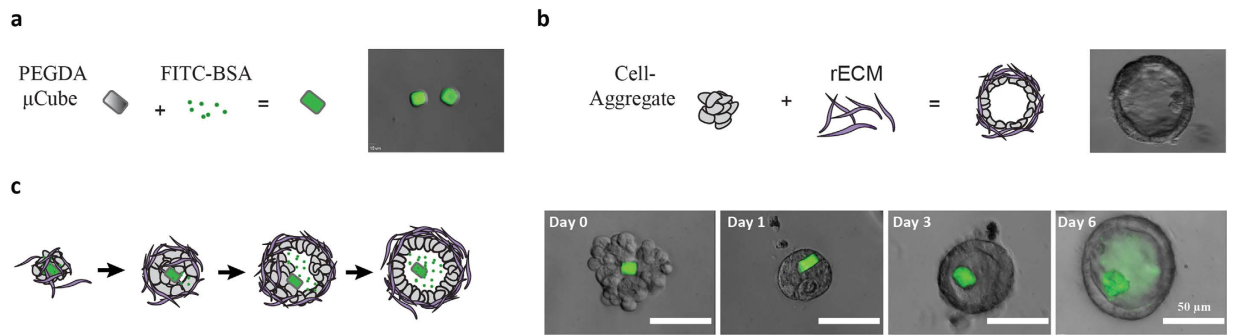 a
PEGDA
µCube
+
FITC-BSA
=
b
Cell-
Aggregate
+
rECM
=
c
Day 0
Day 1
Day 3
Day 6
50 µm